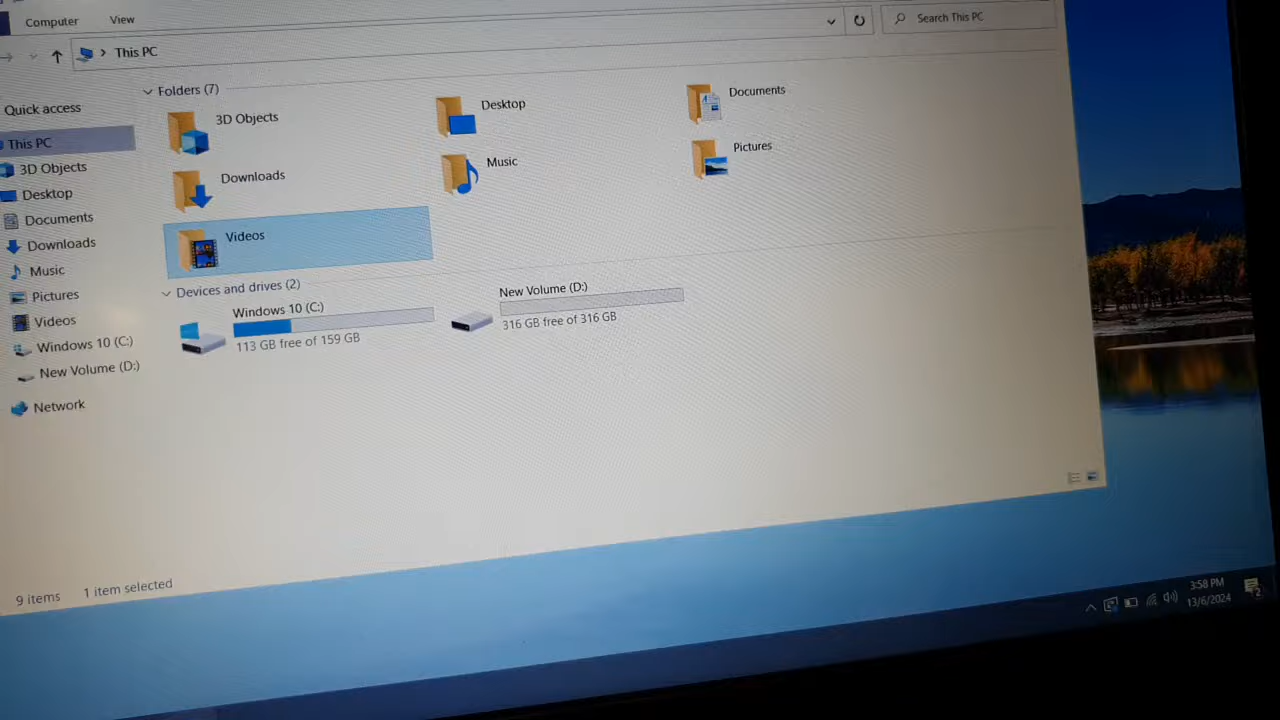 Computer View
This PC
Search This PC
Quick access
This PC
3D Objects
Desktop
Documents
Downloads
Music
Pictures
Videos
Windows 10 (C:)
New Volume (D:)
Network
Folders (7)
3D Objects
Desktop
Documents
Downloads
Music
Pictures
Videos
Devices and drives (2)
Windows 10 (C:)
113 GB free of 159 GB
New Volume (D:)
316 GB free of 316 GB
9 items 1 item selected
3:58 PM
13/6/2024
2